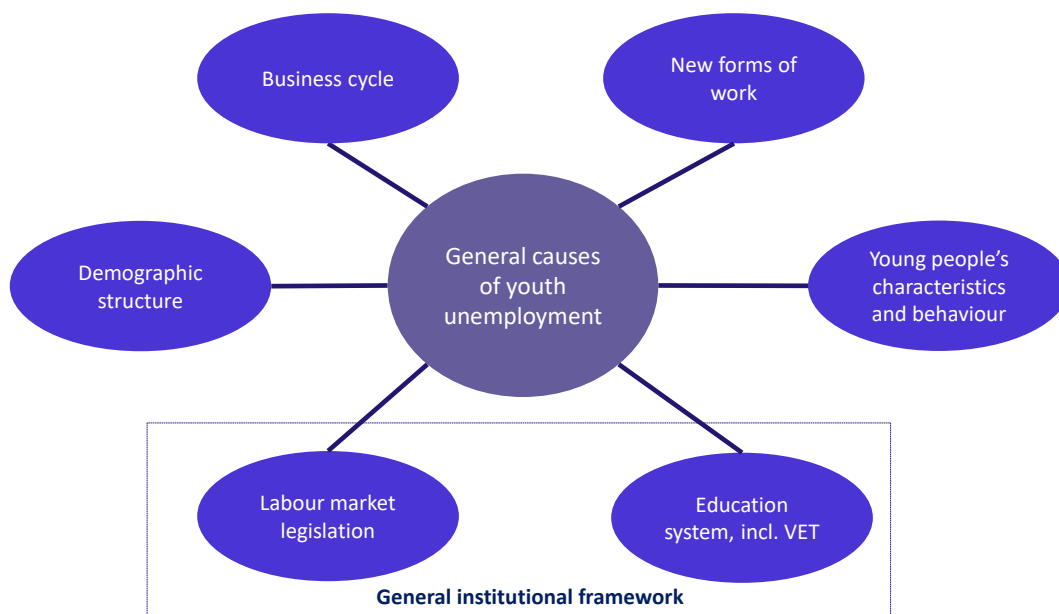 Business cycle
New forms of
work
General causes
of youth
unemployment
Demographic
structure
Young people’s
characteristics
and behaviour
Labour market
legislation
Education
system, incl. VET
General institutional framework